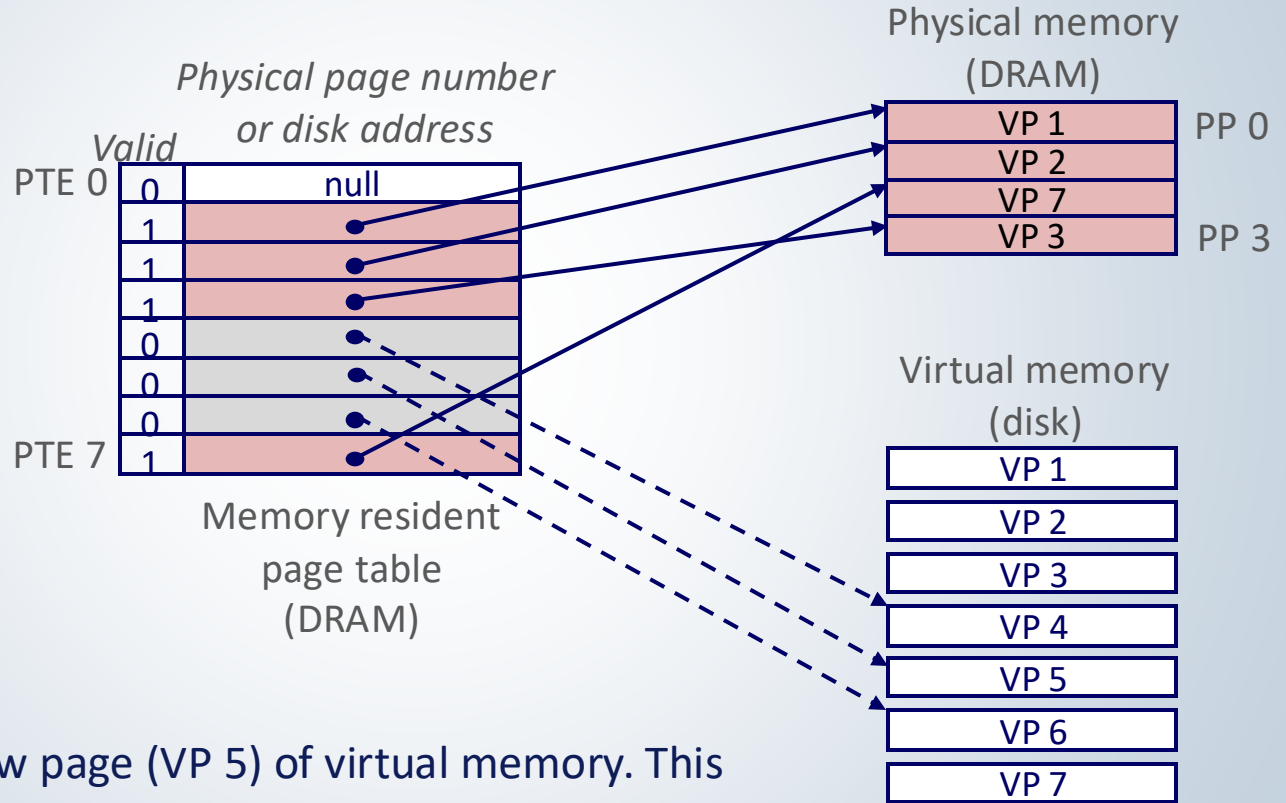 Physical memory
(DRAM)
Physical page number
or disk address
Valid
VP 1 PP 0
VP 2
VP 7
VP 3 PP 3
PTE 0 0 null
1
1
1
0
0
0
PTE 7 1
Memory resident
page table
(DRAM)
Virtual memory
(disk)
VP 1
VP 2
VP 3
VP 4
VP 5
VP 6
VP 7
w page (VP 5) of virtual memory. This